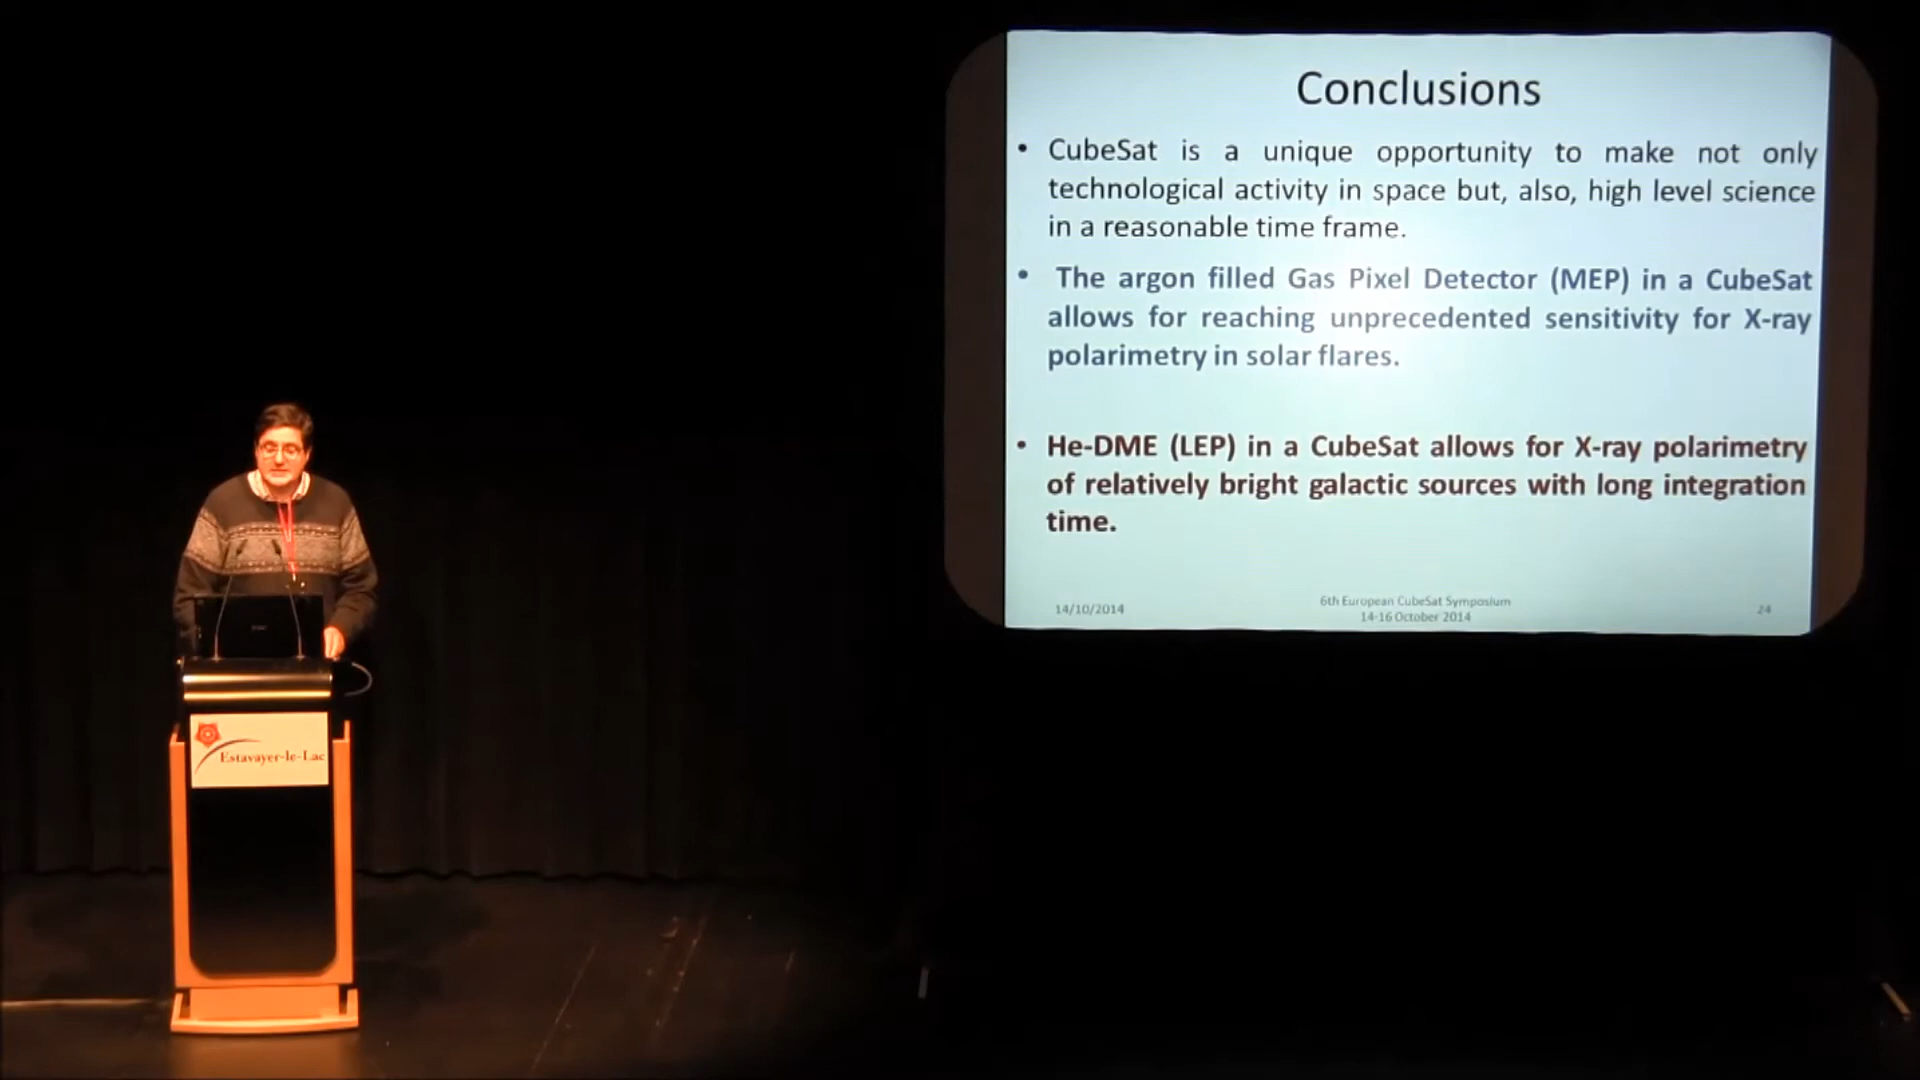 Conclusions
• CubeSat is a unique opportunity to make not only
technological activity in space but, also, high level science
in a reasonable time frame.
• The argon filled Gas Pixel Detector (MEP) in a CubeSat
allows for reaching unprecedented sensitivity for X-ray
polarimetry in solar flares.
• He-DME (LEP) in a CubeSat allows for X-ray polarimetry
of relatively bright galactic sources with long integration
time.
14/10/2014
6th European CubeSat Symposium
14-16 October 2014
24
Estavayer-le-Lac